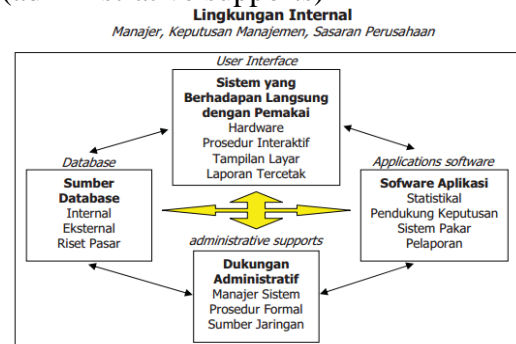 Lingkungan Internal
Manajer, Keputusan Manajemen, Sasaran Perusahaan
User Interface
Sistem yang
Berhadapan Langsung
dengan Pemakai
Hardware
Prosedur Interaktif
Tampilan Layar
Laporan Tercetak
Database
Sumber
Database
Internal
Eksternal
Riset Pasar
Applications software
Sofware Aplikasi
Statistikal
Pendukung Keputusan
Sistem Pakar
Pelaporan
administrative supports
Dukungan
Administratif
Manajer Sistem
Prosedur Formal
Sumber Jaringan